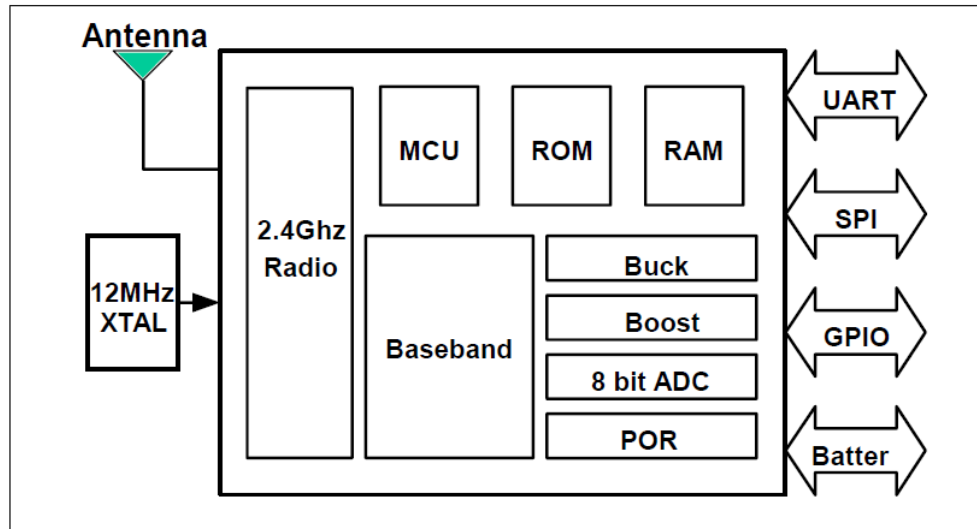 Antenna
UART
MCU
ROM
RAM
SPI
2.4Ghz
Radio
Buck
12MHz
XTAL
Boost
GPIO
Baseband
8 bit ADC
POR
Batter